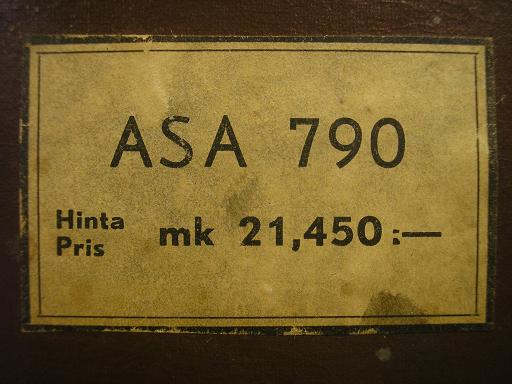 ASA 790
Hinta
Pris
mk 21,450:—